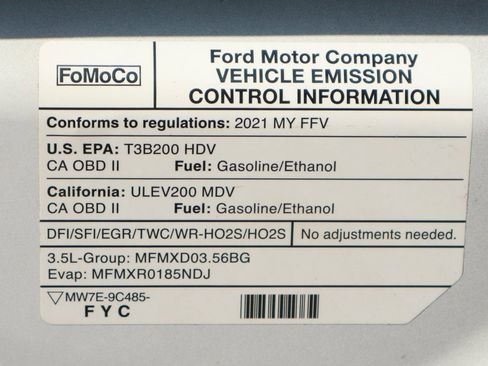 FoMoCo
Ford Motor Company
VEHICLE EMISSION
CONTROL INFORMATION
Conforms to regulations: 2021 MY FFV
U.S. EPA: T3B200 HDV
CA OBD II Fuel: Gasoline/Ethanol
California: ULEV200 MDV
CA OBD II Fuel: Gasoline/Ethanol
DFI/SFI/EGR/TWC/WR-HO2S/HO2S No adjustments needed.
3.5L-Group: MFMXD03.56BG
Evap: MFMXR0185NDJ
MW7E-9C485-
FYC